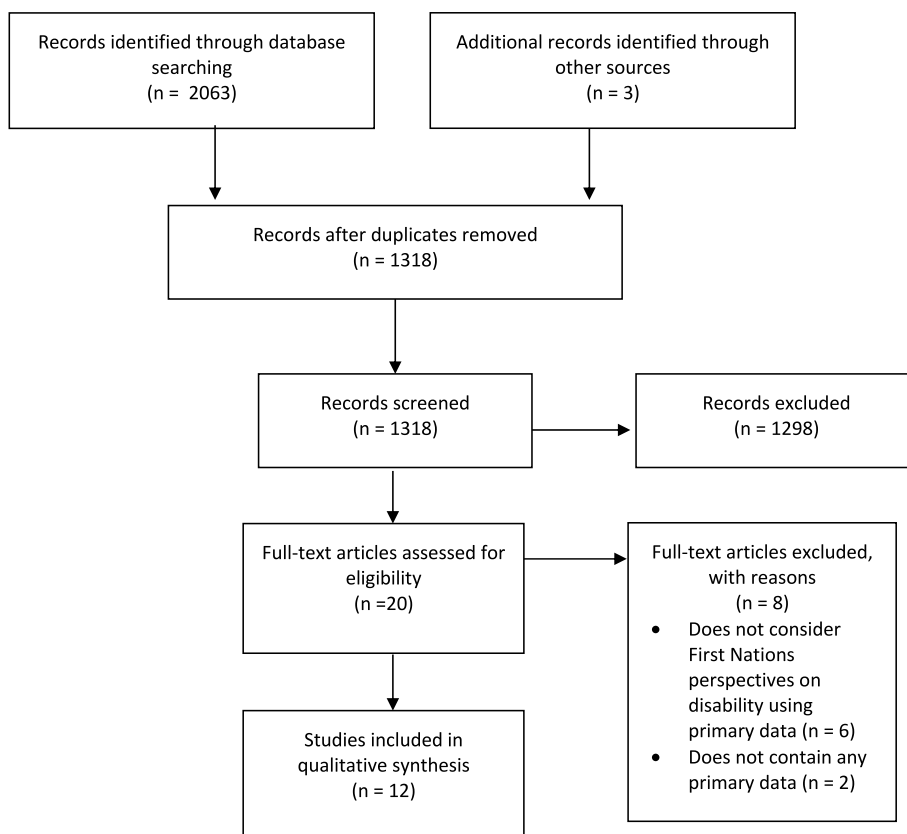 Records identified through database
searching
(n =  2063)
Additional records identified through
other sources
(n = 3)
Records after duplicates removed
(n = 1318)
Records screened
(n = 1318)
Records excluded
(n = 1298)
Full-text articles assessed for
eligibility
(n =20)
Full-text articles excluded,
with reasons
(n = 8)
• Does not consider
First Nations
perspectives on
disability using
primary data (n = 6)
• Does not contain any
primary data (n = 2)
Studies included in
qualitative synthesis
(n = 12)